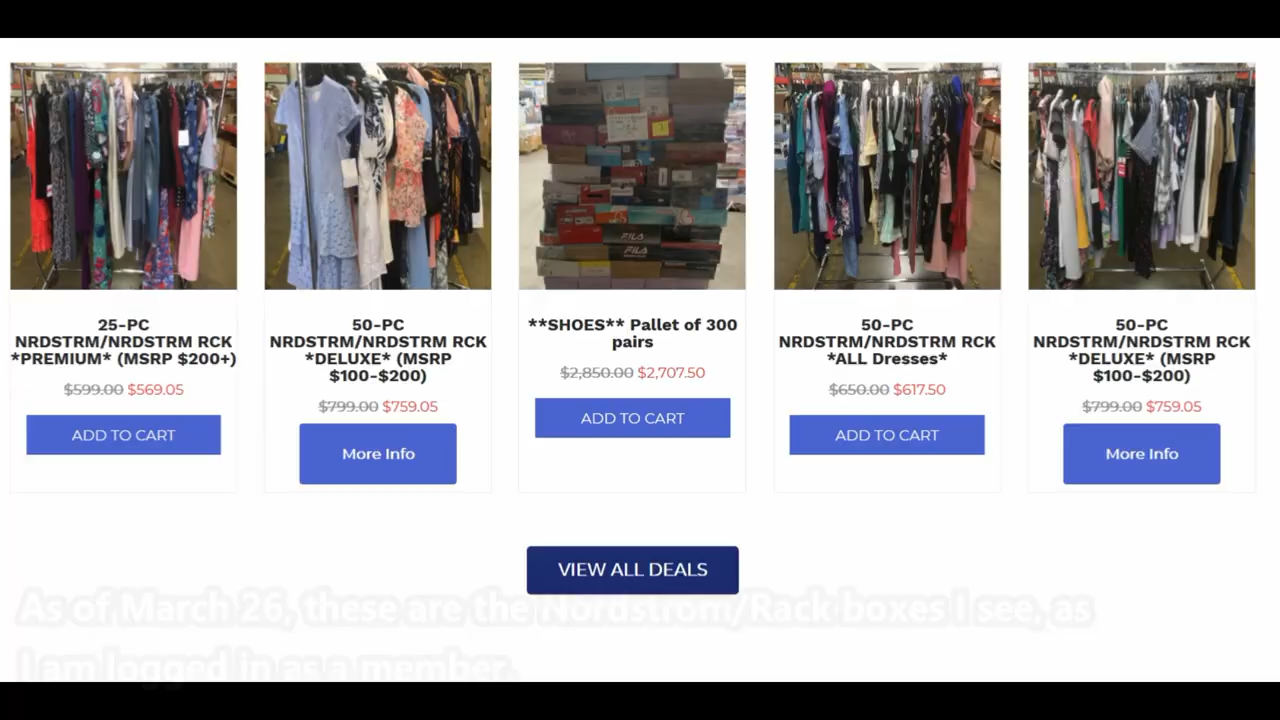 25-PC
NRDSTRM/NRDSTRM RCK
*PREMIUM* (MSRP $200+)
$599.00 $569.05
ADD TO CART
50-PC
NRDSTRM/NRDSTRM RCK
*DELUXE* (MSRP
$100-$200)
$799.00 $759.05
More Info
FILA
FILA
**SHOES** Pallet of 300
pairs
$2,850.00 $2,707.50
ADD TO CART
50-PC
NRDSTRM/NRDSTRM RCK
*ALL Dresses*
$650.00 $617.50
ADD TO CART
50-PC
NRDSTRM/NRDSTRM RCK
*DELUXE* (MSRP
$100-$200)
$799.00 $759.05
More Info
VIEW ALL DEALS
As of March 26, these are the Nordstrom/Rack boxes I see, as
I am logged in as a member.